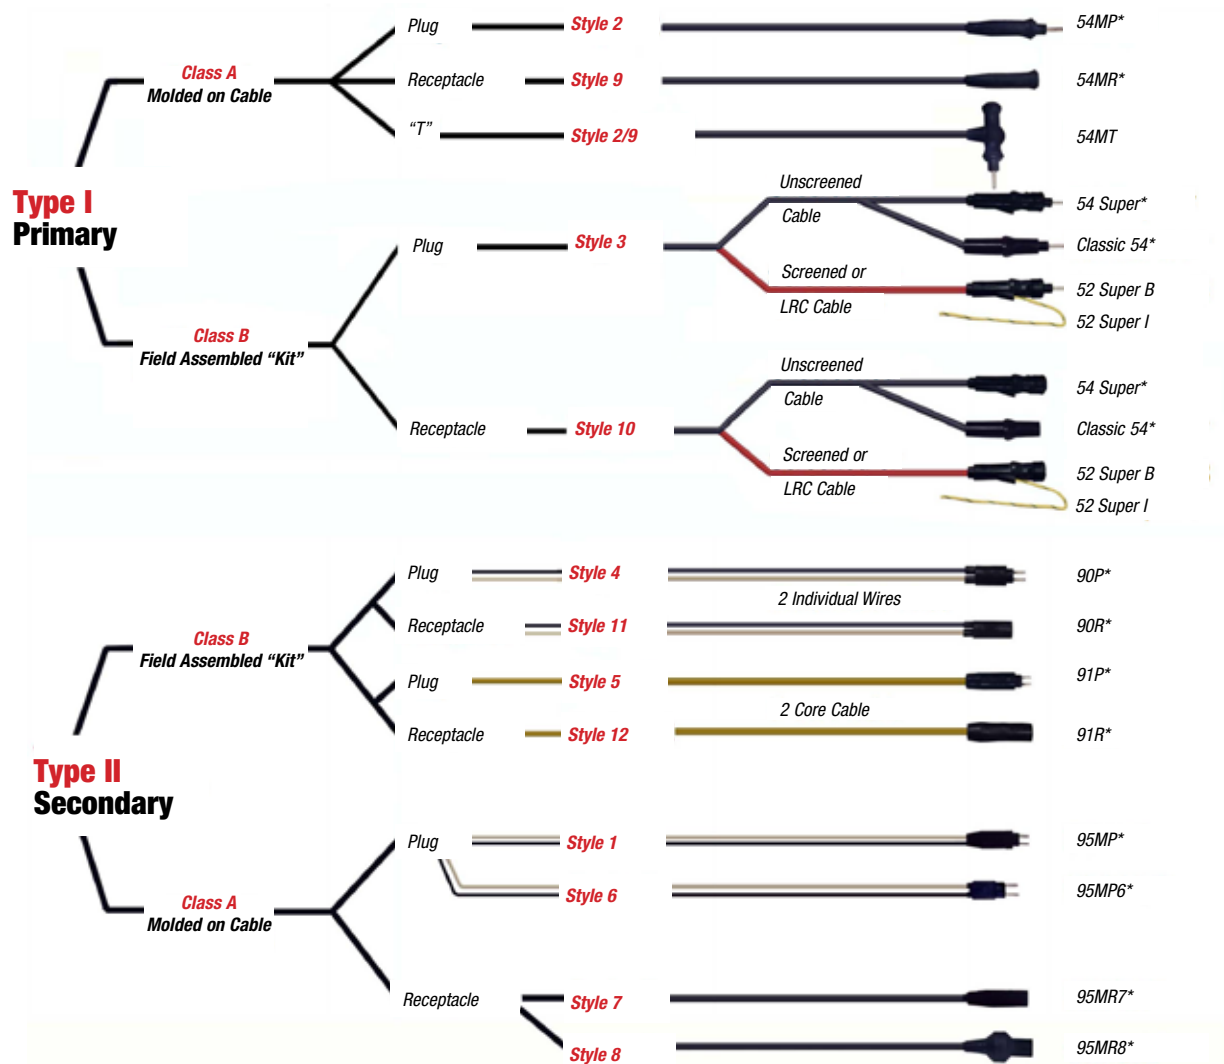 Plug
Style 2
54MP*
Class A
Molded on Cable
Receptacle
Style 9
54MR*
“T”
Style 2/9
54MT
Type I
Primary
Unscreened
Cable
54 Super*
Plug
Style 3
Classic 54*
Screened or
LRC Cable
52 Super B
52 Super I
Class B
Field Assembled “Kit”
Unscreened
Cable
54 Super*
Receptacle
Style 10
Classic 54*
Screened or
LRC Cable
52 Super B
52 Super I
Plug
Style 4
90P*
2 Individual Wires
Class B
Field Assembled “Kit”
Receptacle
Style 11
90R*
Plug
Style 5
91P*
2 Core Cable
Receptacle
Style 12
91R*
Type II
Secondary
Plug
Style 1
95MP*
Style 6
95MP6*
Class A
Molded on Cable
Receptacle
Style 7
95MR7*
Style 8
95MR8*